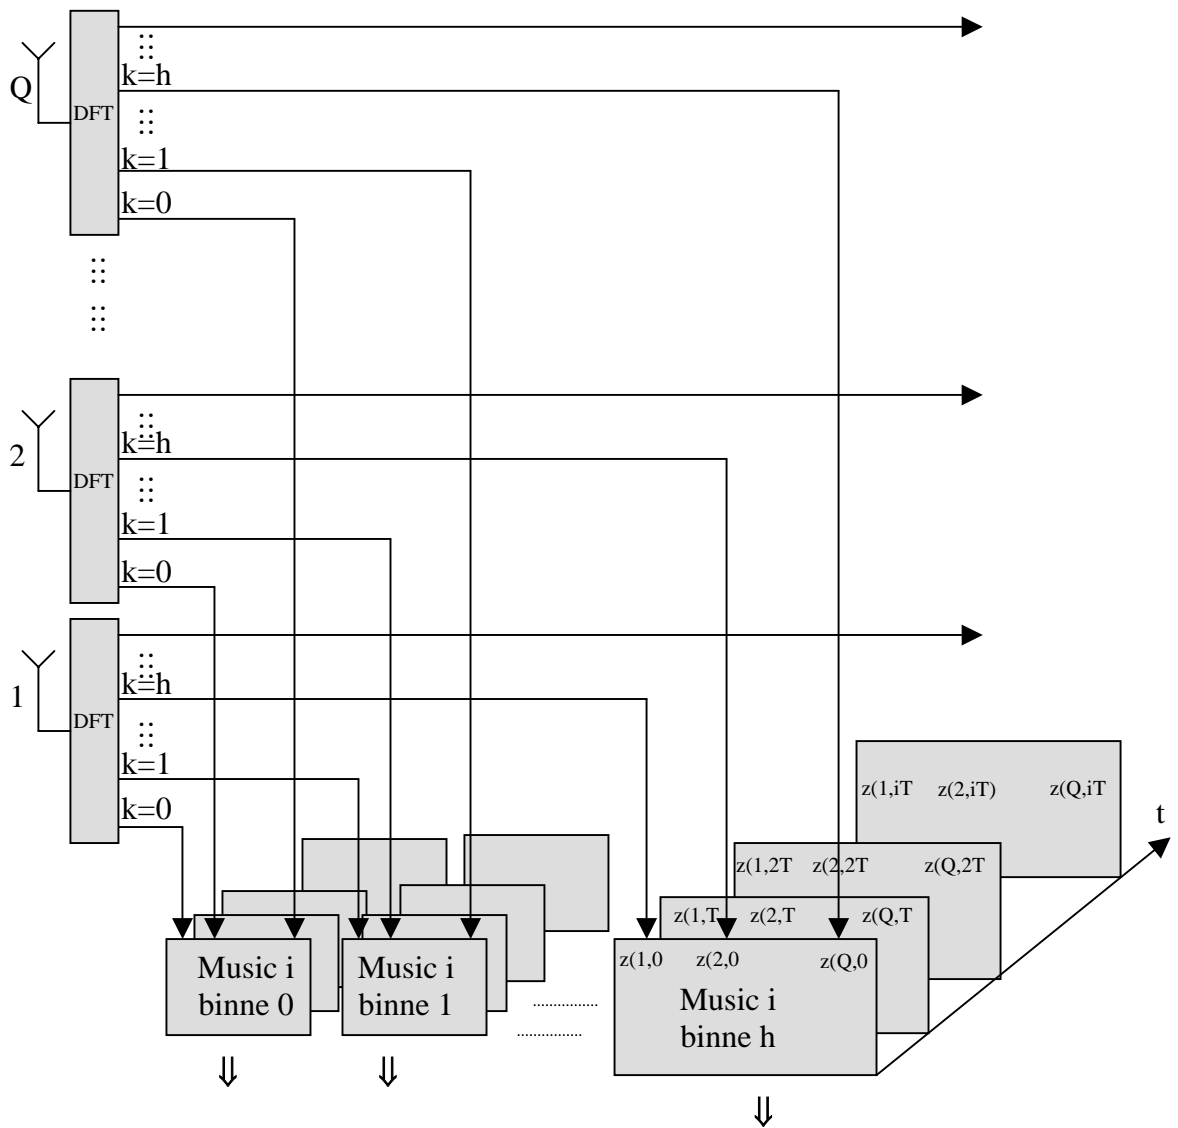 k=h
Q
DFT
k=1
k=0
k=h
2
DFT
k=1
k=0
k=h
1
DFT
k=1
k=0
z(1,iT z(2,iT) z(Q,iT
t
z(1,2T z(2,2T z(Q,2T
z(1,T z(2,T z(Q,T
z(1,0 z(2,0 z(Q,0
Music i
binne 0
Music i
binne 1
Music i
binne h